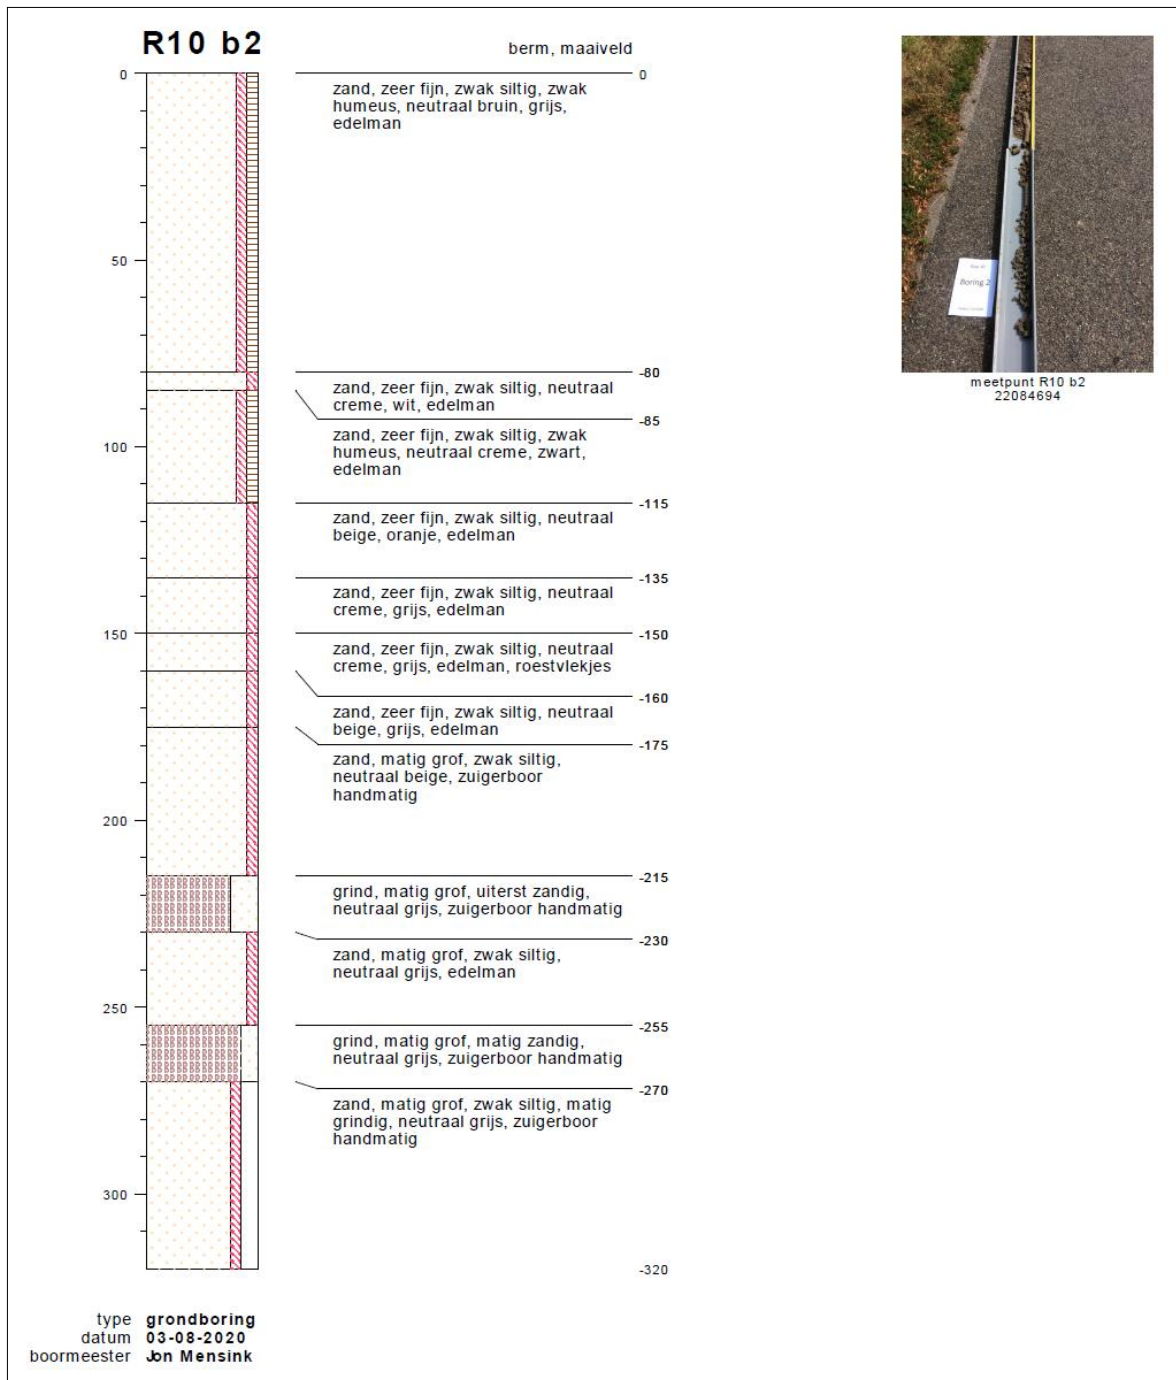 R10 b2
berm, maaiveld
0
0
zand, zeer fijn, zwak siltig, zwak
humeus, neutraal bruin, grijs,
edelman
50
-80
zand, zeer fijn, zwak siltig, neutraal
creme, wit, edelman
-85
zand, zeer fijn, zwak siltig, zwak
humeus, neutraal creme, zwart,
edelman
100
-115
zand, zeer fijn, zwak siltig, neutraal
beige, oranje, edelman
-135
zand, zeer fijn, zwak siltig, neutraal
creme, grijs, edelman
150
-150
zand, zeer fijn, zwak siltig, neutraal
creme, grijs, edelman, roestvlekjes
-160
zand, zeer fijn, zwak siltig, neutraal
beige, grijs, edelman
-175
zand, matig grof, zwak siltig,
neutraal beige, zuigerboor
handmatig
200
-215
grind, matig grof, uiterst zandig,
neutraal grijs, zuigerboor handmatig
-230
zand, matig grof, zwak siltig,
neutraal grijs, edelman
250
-255
grind, matig grof, matig zandig,
neutraal grijs, zuigerboor handmatig
-270
zand, matig grof, zwak siltig, matig
grindig, neutraal grijs, zuigerboor
handmatig
300
-320
Boring 2
meetpunt R10 b2
22084694
type grondboring
datum 03-08-2020
boormeester Jon Mensink